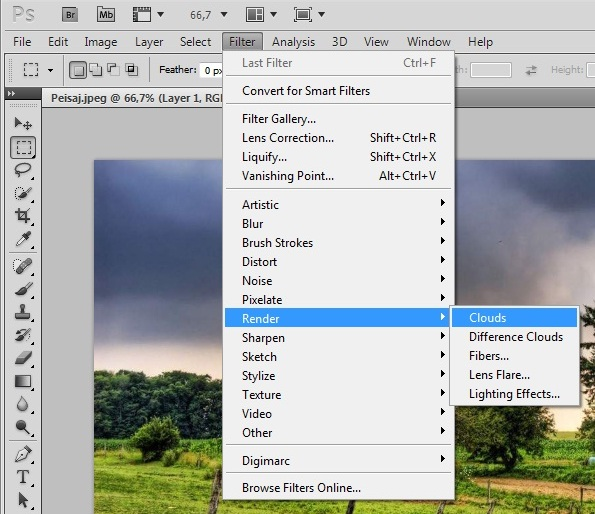 Ps Br Mb 66,7
File Edit Image Layer Select Filter Analysis 3D View Window Help
Feather: 0 px
Peisaj.jpeg @ 66,7% (Layer 1, RG
Last Filter Ctrl+F
Convert for Smart Filters
Filter Gallery...
Lens Correction... Shift+Ctrl+R
Liquify... Shift+Ctrl+X
Vanishing Point... Alt+Ctrl+V
Artistic
Blur
Brush Strokes
Distort
Noise
Pixelate
Render
Sharpen
Sketch
Stylize
Texture
Video
Other
Digimarc
Browse Filters Online...
Clouds
Difference Clouds
Fibers...
Lens Flare...
Lighting Effects...
T